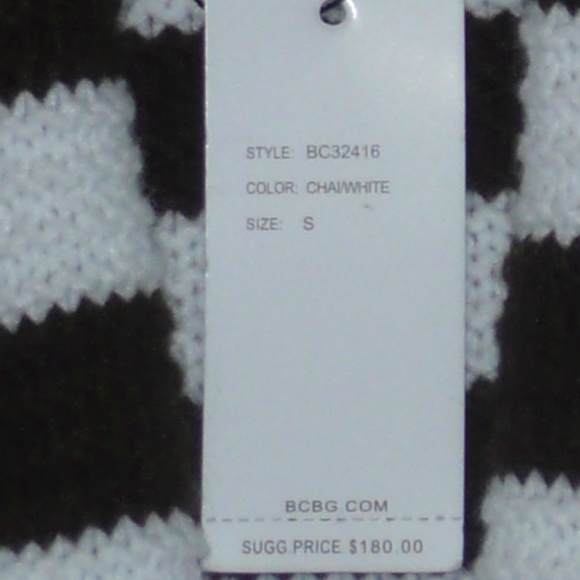 STYLE: BC32416
COLOR: CHAI/WHITE
SIZE: S
BCBG.COM
SUGG.PRICE $180.00